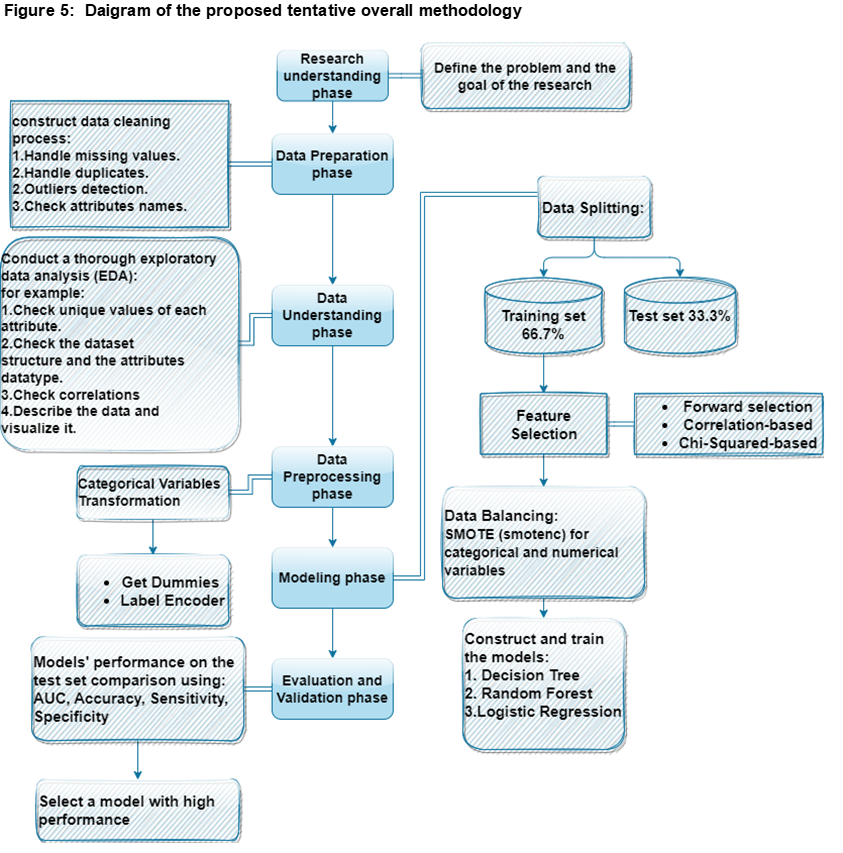 Figure 5:  Daigram of the proposed tentative overall methodology
Research
understanding
phase
Define the problem and the
goal of the research
construct data cleaning
process:
1.Handle missing values.
2.Handle duplicates.
2.Outliers detection.
3.Check attributes names.
Data Preparation
phase
Conduct a thorough exploratory
data analysis (EDA):
for example:
1.Check unique values of each
attribute.
2.Check the dataset
structure and the attributes
datatype.
3.Check correlations
4.Describe the data and
visualize it.
Data
Understanding
phase
Data
Preprocessing
phase
Categorical Variables
Transformation
• Get Dummies
• Label Encoder
Modeling phase
Data Splitting:
Training set
66.7%
Test set 33.3%
Feature
Selection
• Forward selection
• Correlation-based
• Chi-Squared-based
Data Balancing:
SMOTE (smotenc) for
categorical and numerical
variables
Construct and train
the models:
1. Decision Tree
2. Random Forest
3.Logistic Regression
Evaluation and
Validation phase
Models' performance on the
test set comparison using:
AUC, Accuracy, Sensitivity,
Specificity
Select a model with high
performance